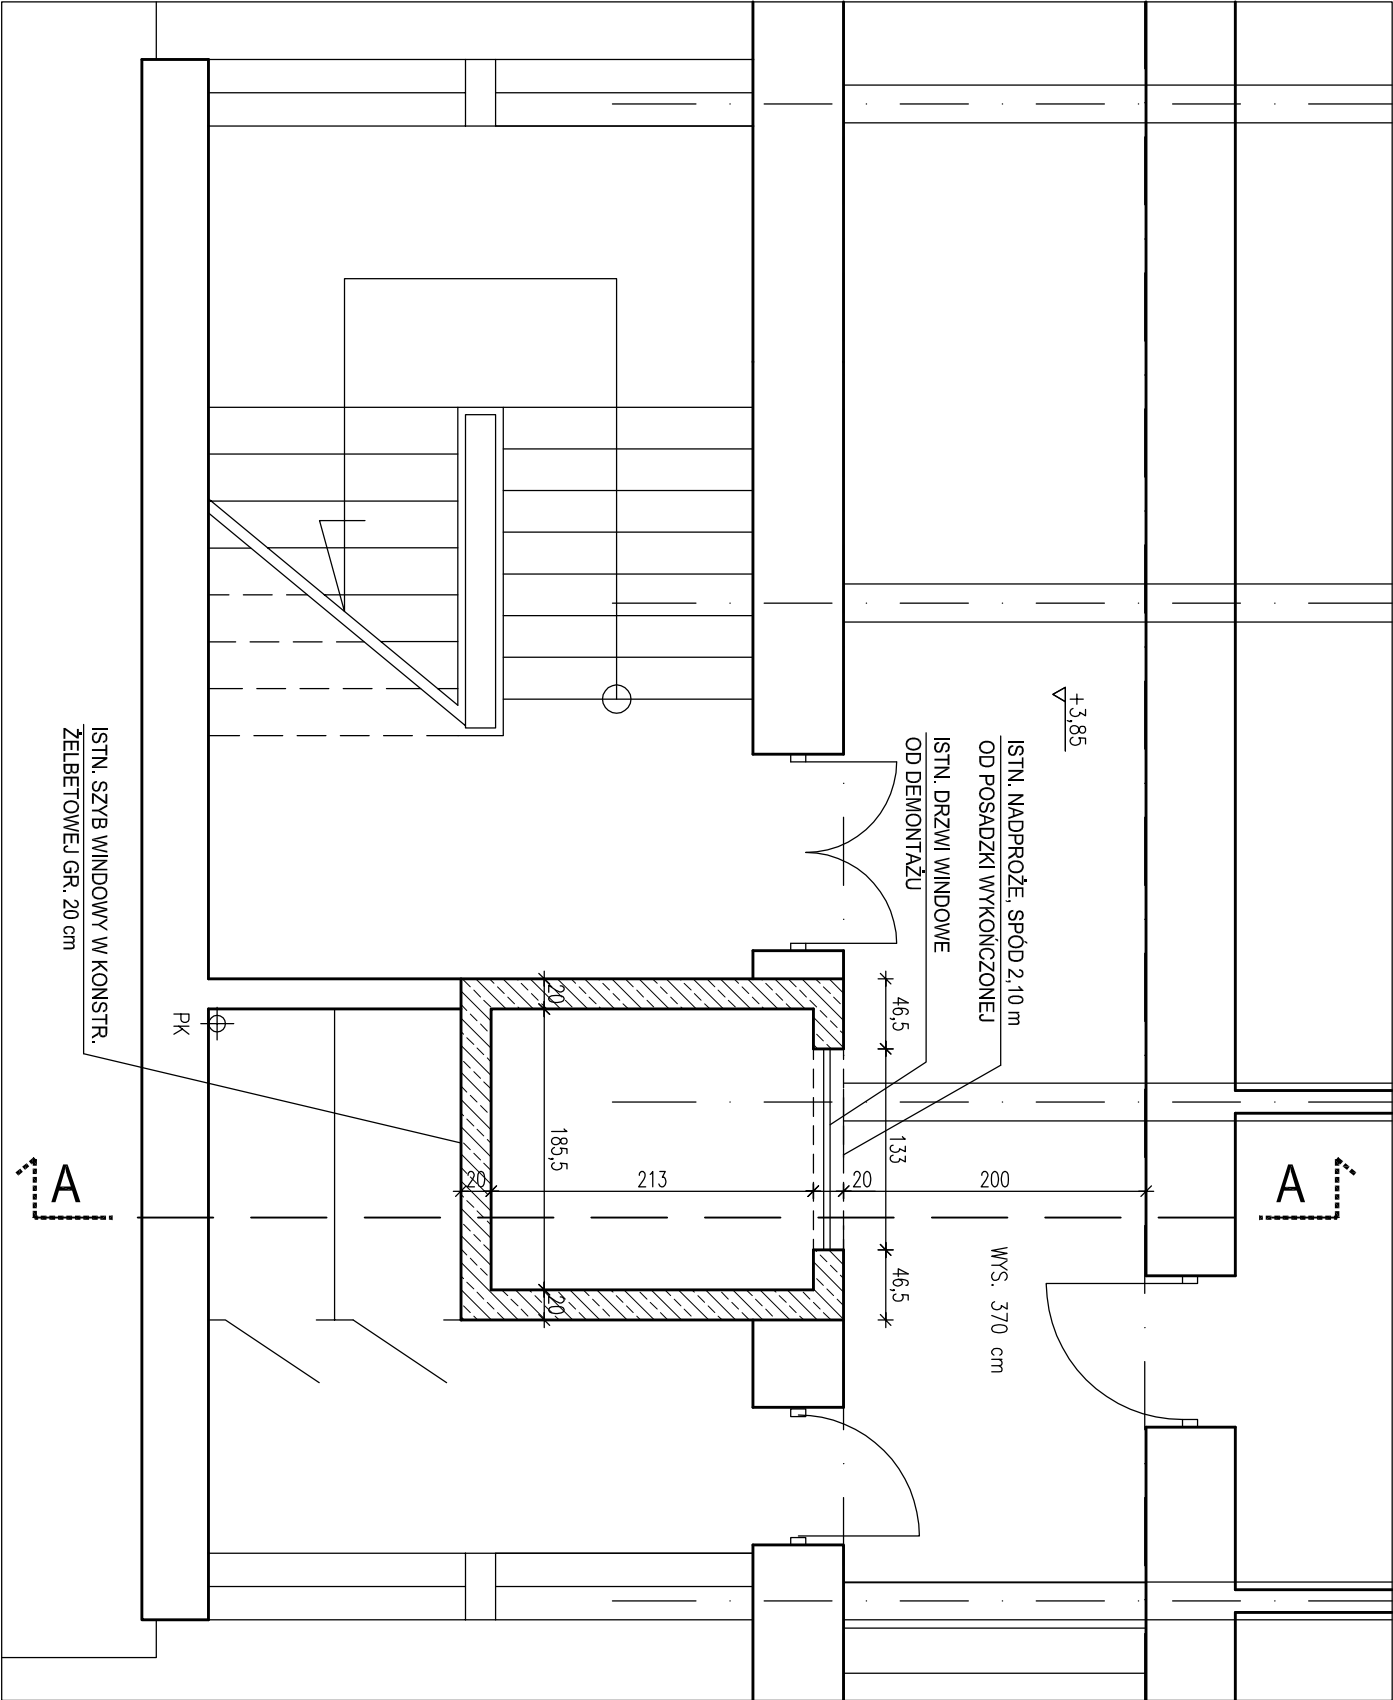 +3,85
ISTN. NADPROŻE, SPÓD 2,10 m
OD POSADZKI WYKOŃCZONEJ
ISTN. DRZWI WINDOWE
OD DEMONTAŻU
46,5
133
46,5
20
185,5
20
20
213
20
200
WYS. 370 cm
A
A
PK
ISTN. SZYB WINDOWY W KONSTR.
ŻELBETOWEJ GR. 20 cm